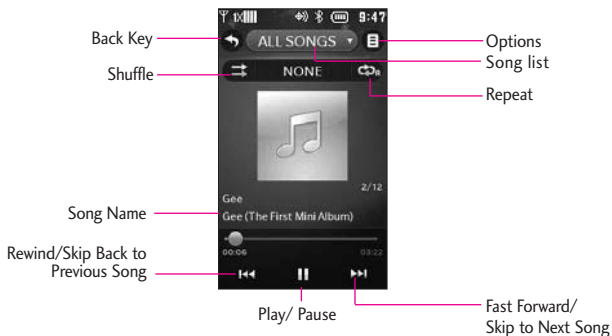 1X 9:47
Back Key
ALL SONGS
Options
Song list
Shuffle
NONE
Repeat
2/12
Gee
Song Name
Gee (The First Mini Album)
00:06 03:22
Rewind/Skip Back to
Previous Song
Play/ Pause
Fast Forward/
Skip to Next Song